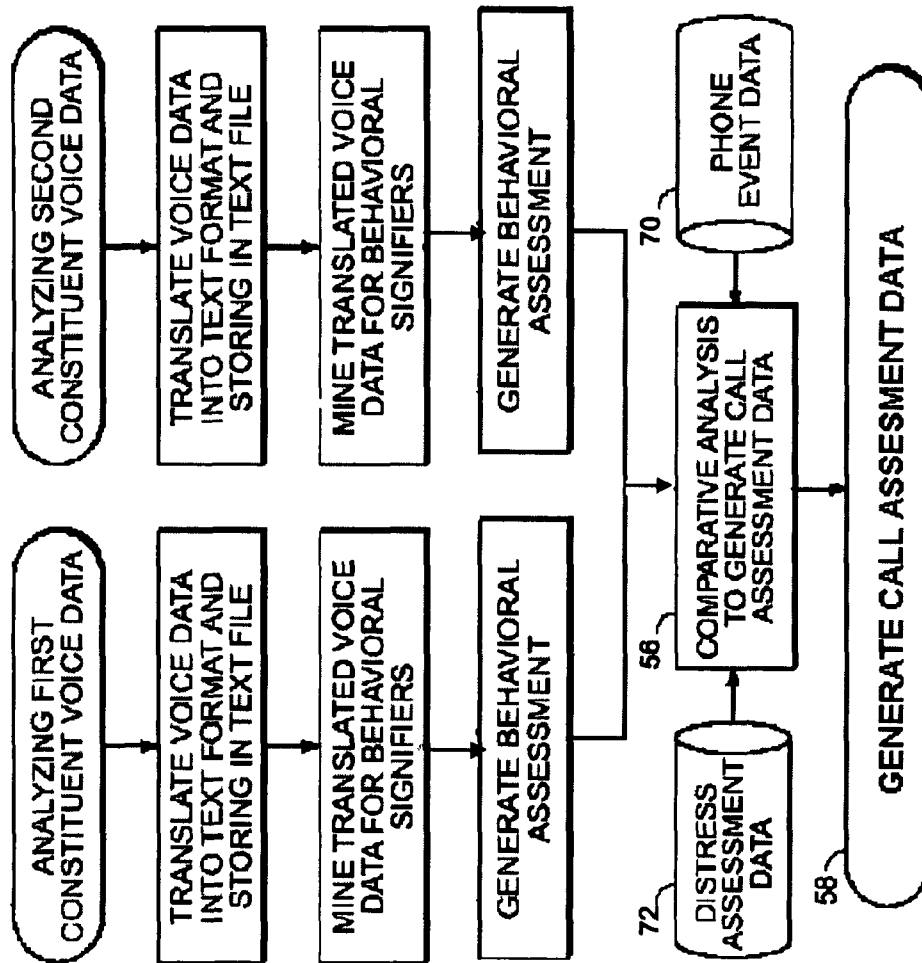 ANALYZING FIRST
CONSTITUENT VOICE DATA
TRANSLATE VOICE DATA
INTO TEXT FORMAT AND
STORING IN TEXT FILE
MINE TRANSLATED VOICE
DATA FOR BEHAVIORAL
SIGNIFIERS
GENERATE BEHAVIORAL
ASSESSMENT
ANALYZING SECOND
CONSTITUENT VOICE DATA
TRANSLATE VOICE DATA
INTO TEXT FORMAT AND
STORING IN TEXT FILE
MINE TRANSLATED VOICE
DATA FOR BEHAVIORAL
SIGNIFIERS
GENERATE BEHAVIORAL
ASSESSMENT
72
DISTRESS
ASSESSMENT
DATA
56
COMPARATIVE ANALYSIS
TO GENERATE CALL
ASSESSMENT DATA
70
PHONE
EVENT DATA
58
GENERATE CALL ASSESMENT DATA